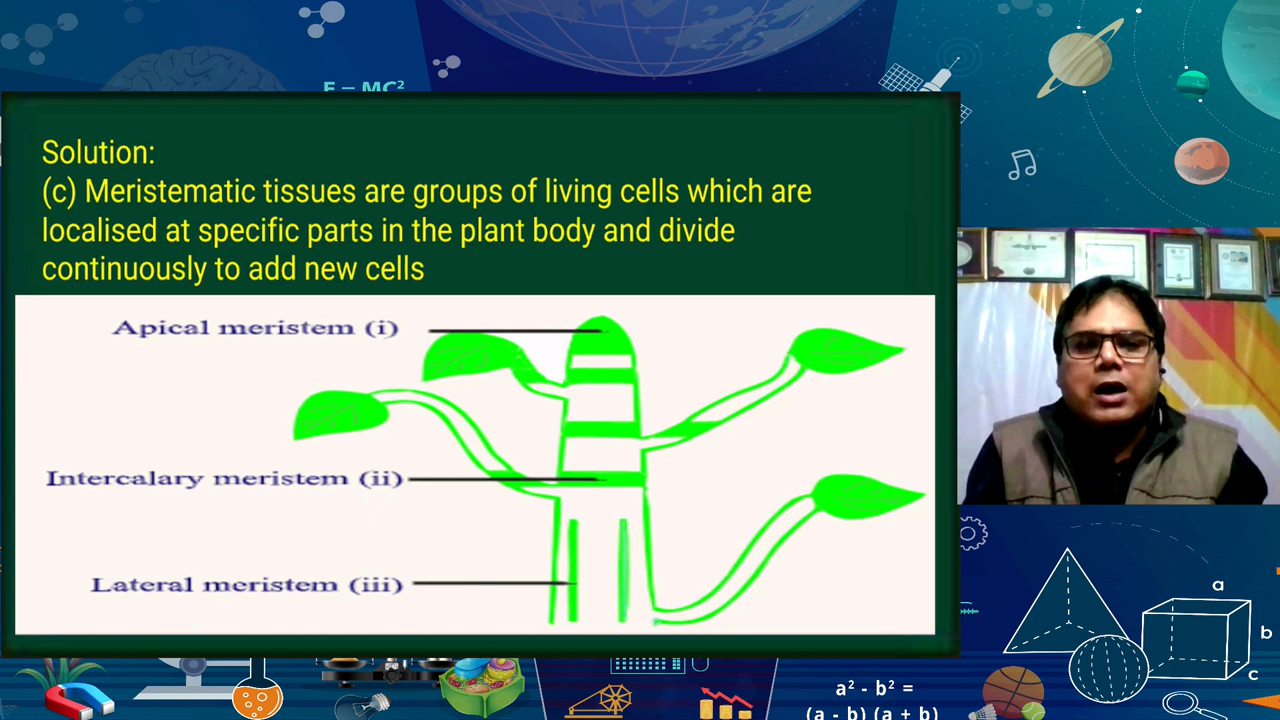 E = MC²
Solution:
(c) Meristematic tissues are groups of living cells which are
localised at specific parts in the plant body and divide
continuously to add new cells
Apical meristem (i)
Intercalary meristem (ii)
Lateral meristem (iii)
a
b
c
a² - b² =
(a - b) (a + b)